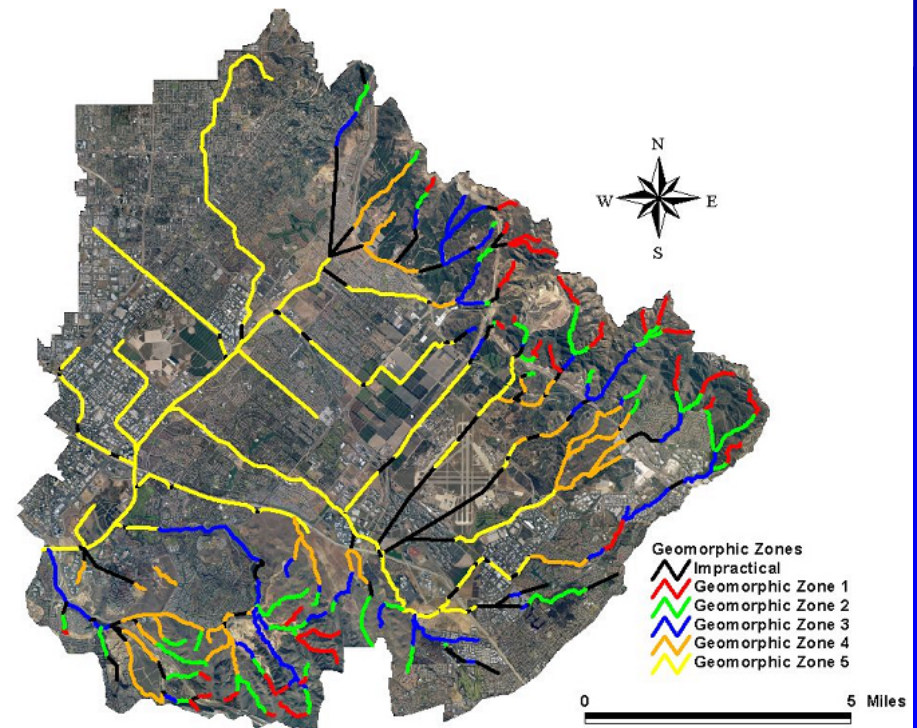 N
W E
S
Geomorphic Zones
Impractical
Geomorphic Zone 1
Geomorphic Zone 2
Geomorphic Zone 3
Geomorphic Zone 4
Geomorphic Zone 5
0 5 Miles